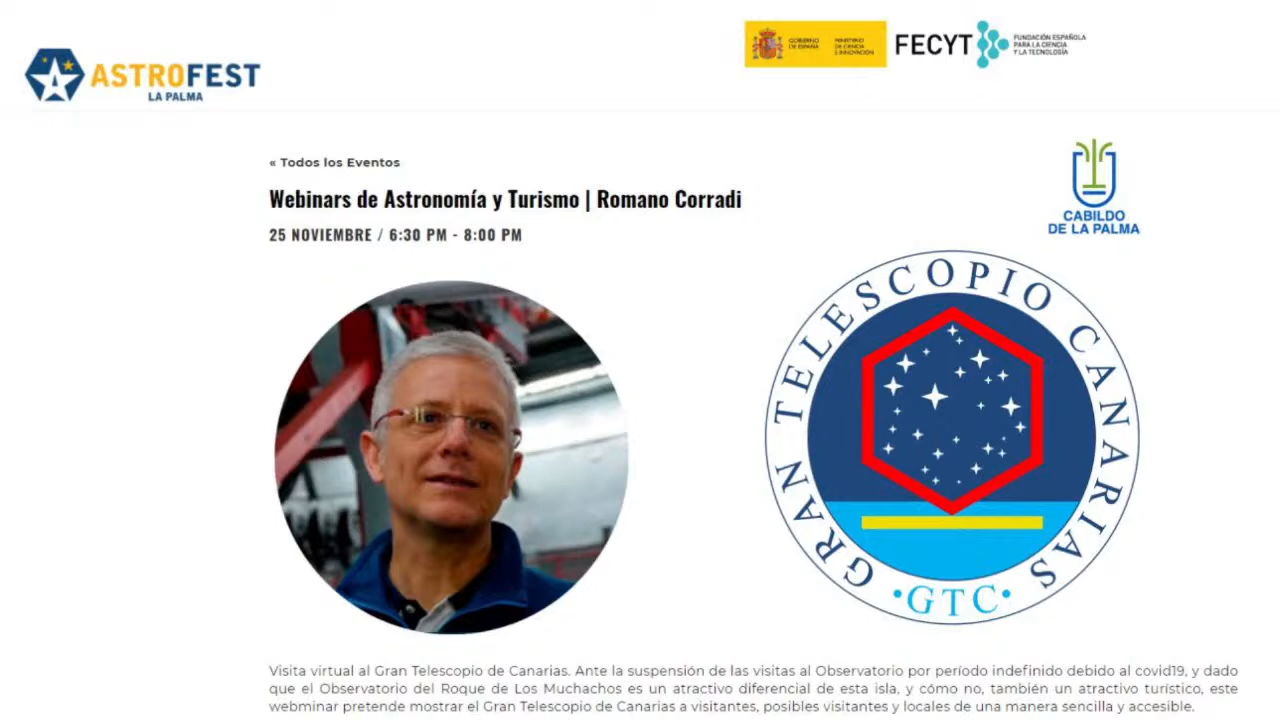 ASTROFEST
LA PALMA
GOBIERNO
DE ESPAÑA
MINISTERIO
DE CIENCIA
E INNOVACIÓN
FECYT
FUNDACIÓN ESPAÑOLA
PARA LA CIENCIA
Y LA TECNOLOGÍA
« Todos los Eventos
Webinars de Astronomía y Turismo | Romano Corradi
25 NOVIEMBRE / 6:30 PM - 8:00 PM
CABILDO
DE LA PALMA
GRAN TELESCOPIO CANARIAS
•GTC•
Visita virtual al Gran Telescopio de Canarias. Ante la suspensión de las visitas al Observatorio por período indefinido debido al covid19, y dado
que el Observatorio del Roque de Los Muchachos es un atractivo diferencial de esta isla, y cómo no, también un atractivo turístico, este
webminar pretende mostrar el Gran Telescopio de Canarias a visitantes, posibles visitantes y locales de una manera sencilla y accesible.